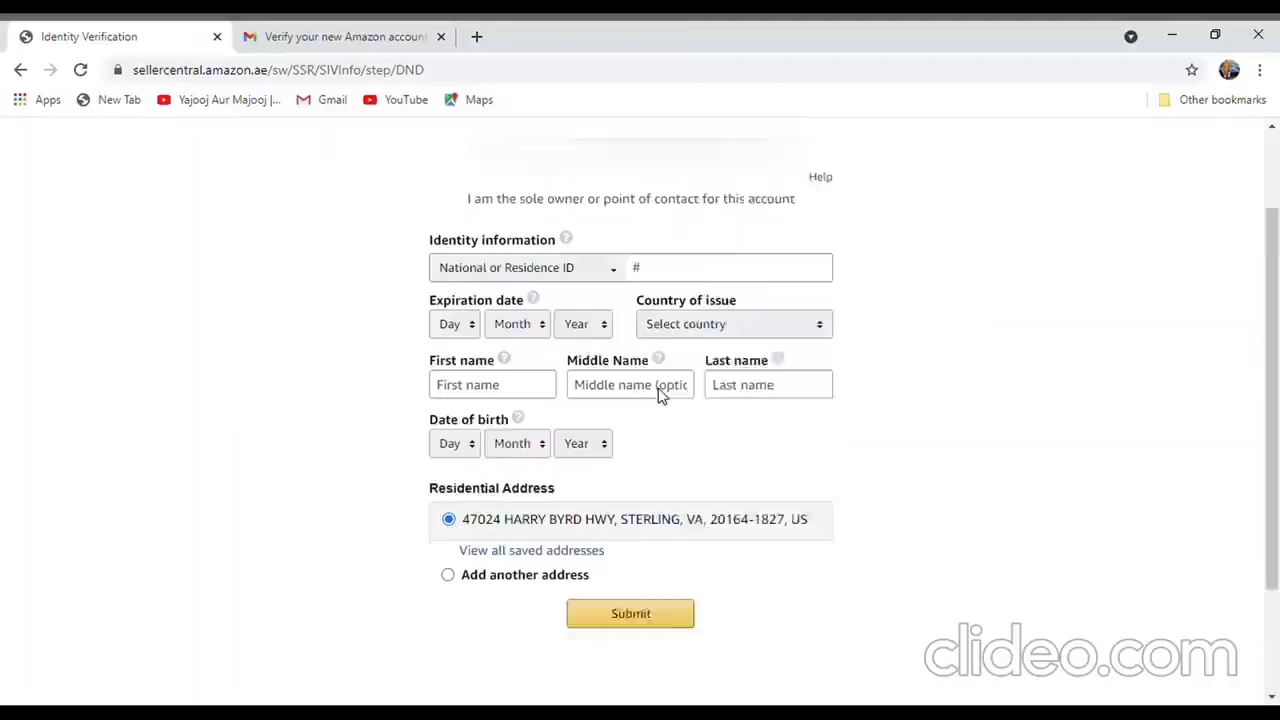 Identity Verification
Verify your new Amazon account
sellercentral.amazon.ae/sw/SSR/SIVInfo/step/DND
Apps New Tab Yajooj Aur Majooj |... Gmail YouTube Maps Other bookmarks
Help
I am the sole owner or point of contact for this account
Identity information ?
National or Residence ID #
Expiration date ? Country of issue
Day Month Year Select country
First name ? Middle Name ? Last name
First name Middle name (optic Last name
Date of birth ?
Day Month Year
Residential Address
47024 HARRY BYRD HWY, STERLING, VA, 20164-1827, US
View all saved addresses
Add another address
Submit
clideo.com